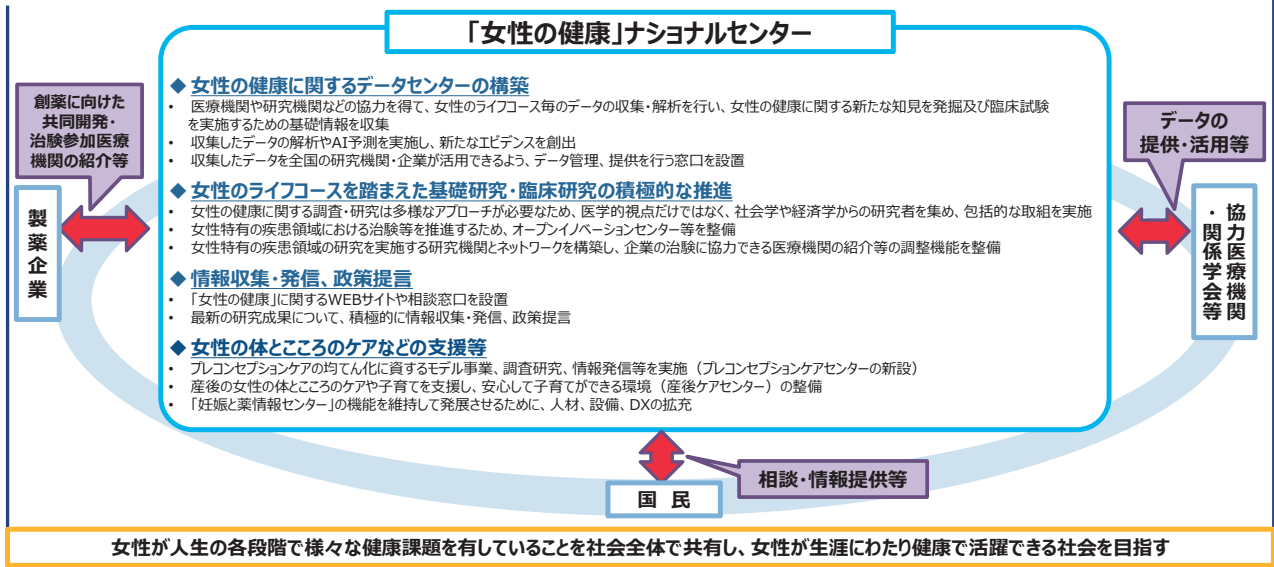 「女性の健康」ナショナルセンター
創薬に向けた
共同開発・
治験参加医療
機関の紹介等
製薬企業
◆ 女性の健康に関するデータセンターの構築
• 医療機関や研究機関などの協力を得て、女性のライフコース毎のデータの収集・解析を行い、女性の健康に関する新たな知見を発掘及び臨床試験
を実施するための基礎情報を収集
• 収集したデータの解析やAI予測を実施し、新たなエビデンスを創出
• 収集したデータを全国の研究機関・企業が活用できるよう、データ管理、提供を行う窓口を設置
◆ 女性のライフコースを踏まえた基礎研究・臨床研究の積極的な推進
• 女性の健康に関する調査・研究は多様なアプローチが必要なため、医学的視点だけではなく、社会学や経済学からの研究者を集め、包括的な取組を実施
• 女性特有の疾患領域における治験等を推進するため、オープンイノベーションセンター等を整備
• 女性特有の疾患領域の研究を実施する研究機関とネットワークを構築し、企業の治験に協力できる医療機関の紹介等の調整機能を整備
◆ 情報収集・発信、政策提言
• 「女性の健康」に関するWEBサイトや相談窓口を設置
• 最新の研究成果について、積極的に情報収集・発信、政策提言
◆ 女性の体とこころのケアなどの支援等
• プレコンセプションケアの均てん化に資するモデル事業、調査研究、情報発信等を実施（プレコンセプションケアセンターの新設）
• 産後の女性の体とこころのケアや子育てを支援し、安心して子育てができる環境（産後ケアセンター）の整備
• 「妊娠と薬情報センター」の機能を維持して発展させるために、人材、設備、DXの拡充
データの
提供・活用等
協力医療機関
・関係学会等
相談・情報提供等
国 民
女性が人生の各段階で様々な健康課題を有していることを社会全体で共有し、女性が生涯にわたり健康で活躍できる社会を目指す